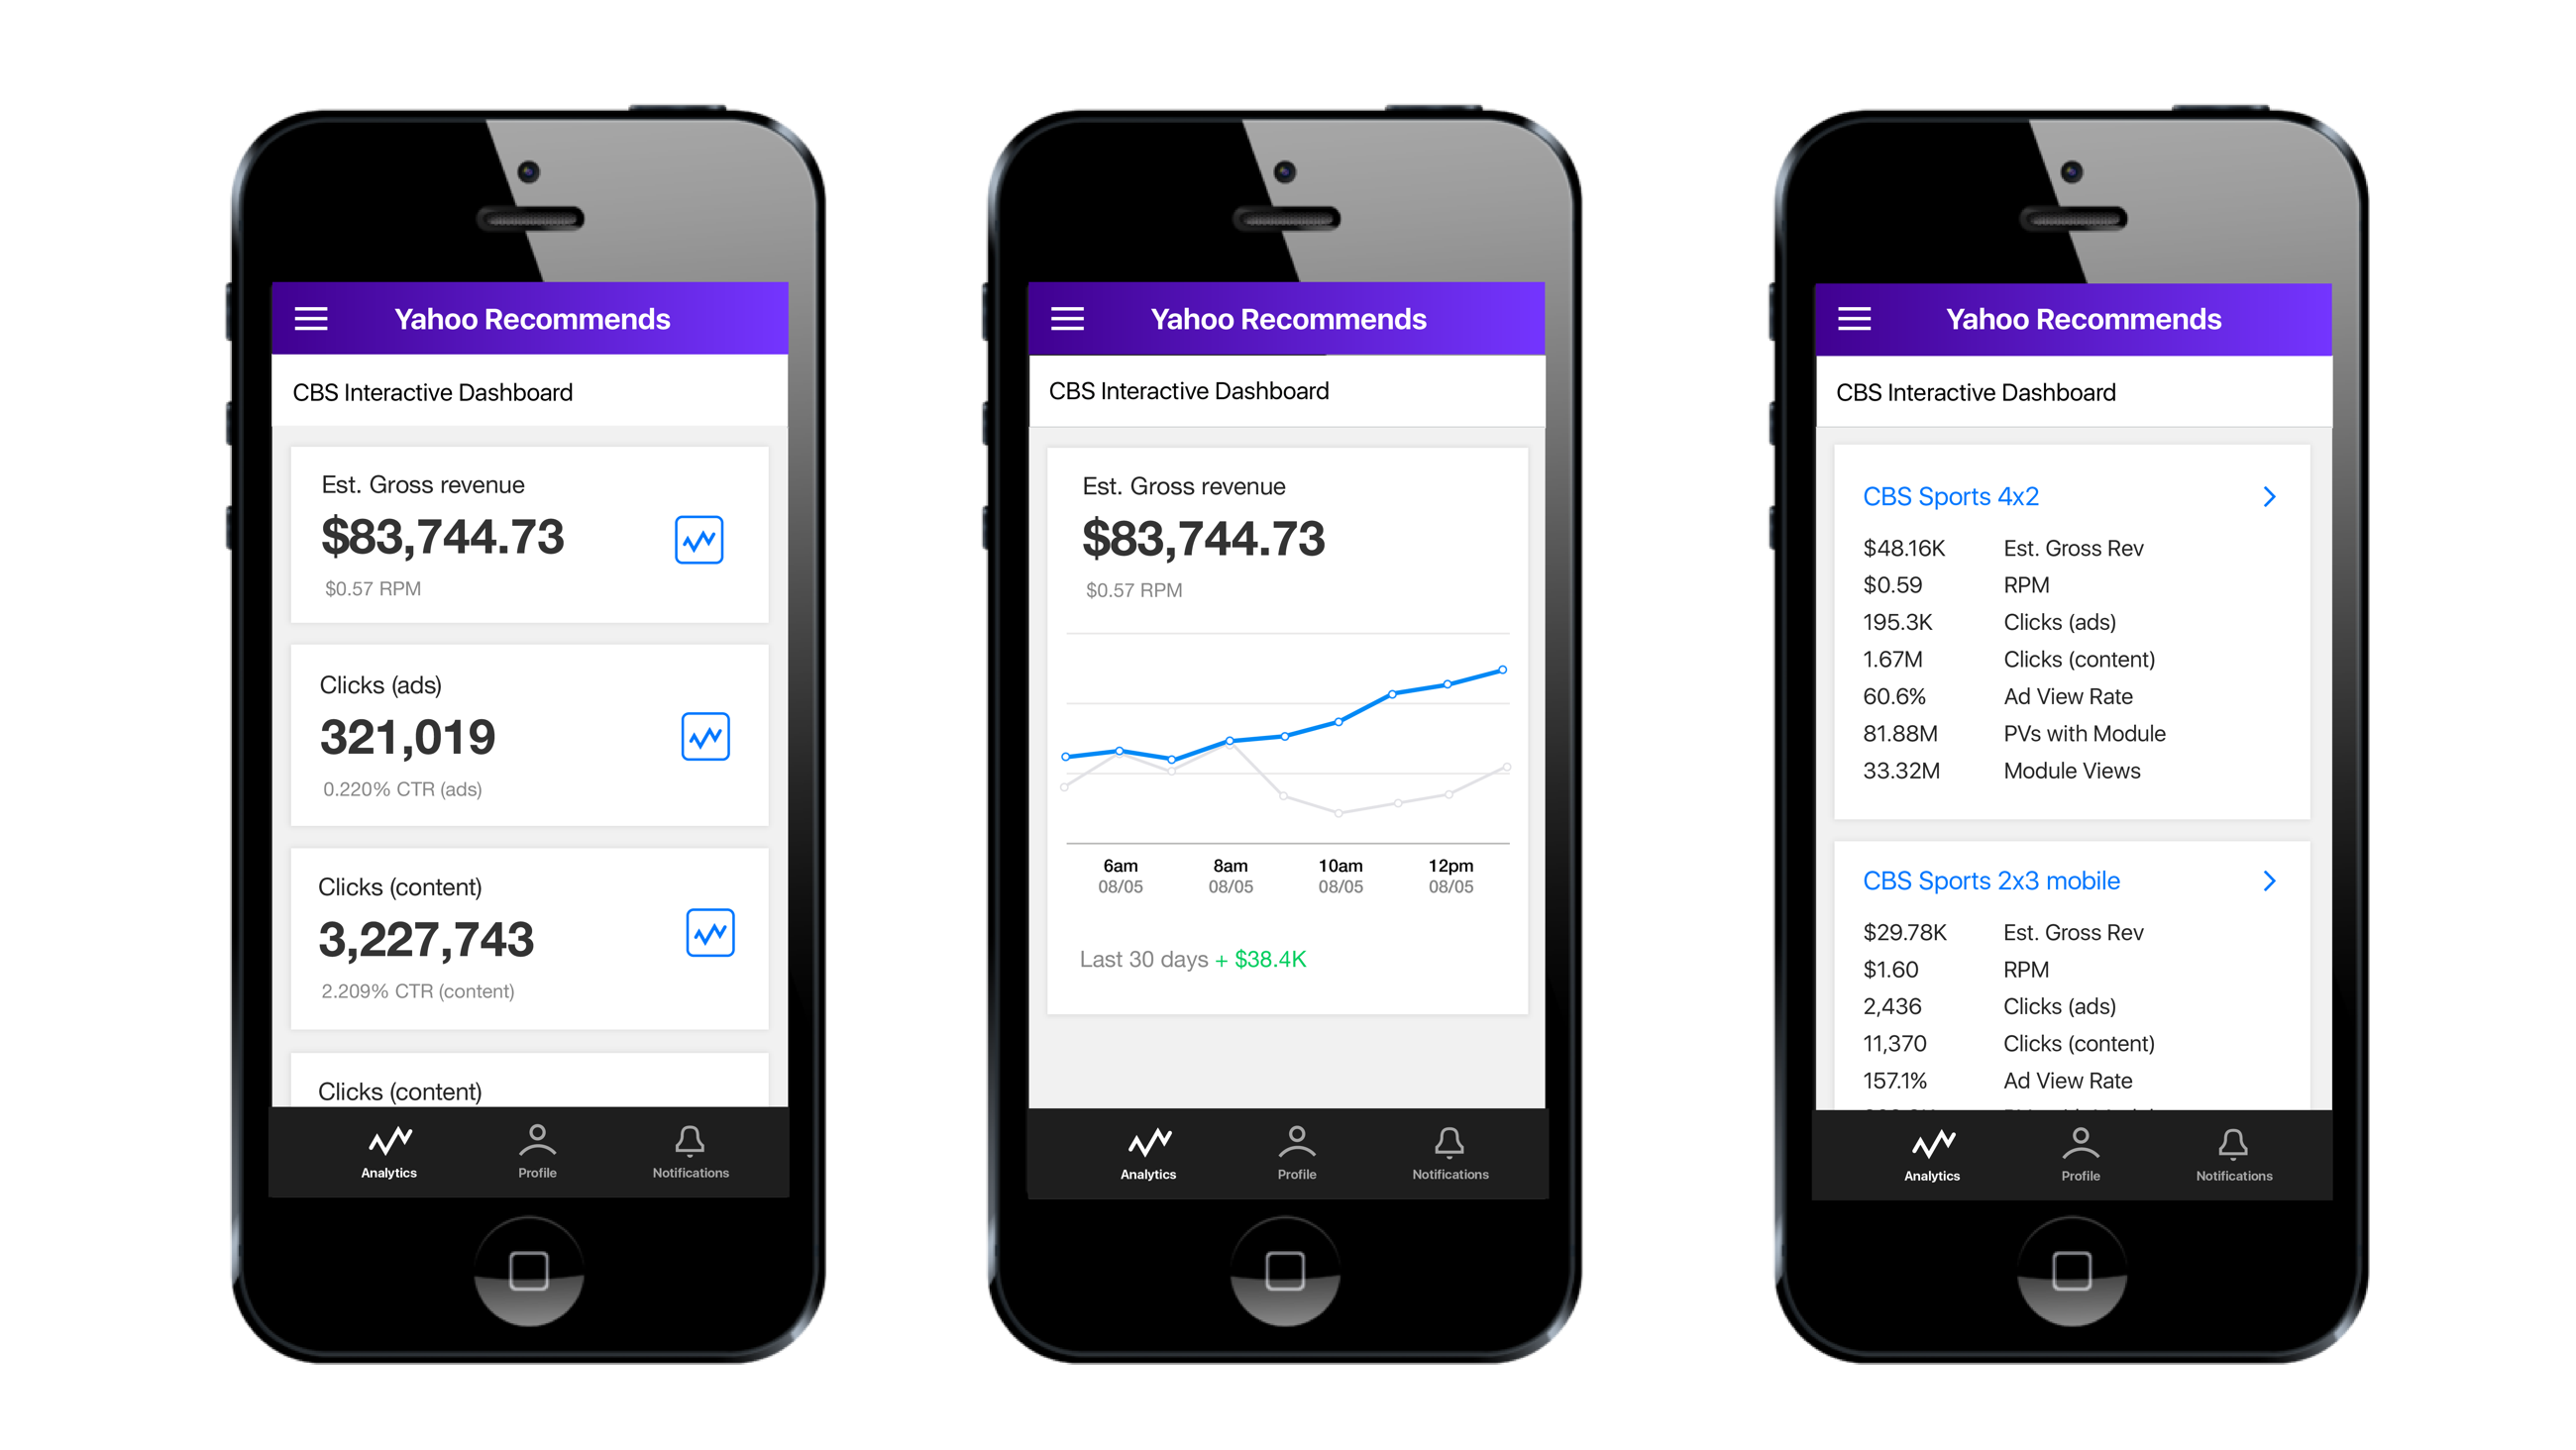 Yahoo Recommends
CBS Interactive Dashboard
Est. Gross revenue
$83,744.73
$0.57 RPM
Clicks (ads)
321,019
0.220% CTR (ads)
Clicks (content)
3,227,743
2.209% CTR (content)
Clicks (content)
Analytics Profile Notifications
Yahoo Recommends
CBS Interactive Dashboard
Est. Gross revenue
$83,744.73
$0.57 RPM
6am 8am 10am 12pm
08/05 08/05 08/05 08/05
Last 30 days + $38.4K
Analytics Profile Notifications
Yahoo Recommends
CBS Interactive Dashboard
CBS Sports 4x2
$48.16K Est. Gross Rev
$0.59 RPM
195.3K Clicks (ads)
1.67M Clicks (content)
60.6% Ad View Rate
81.88M PVs with Module
33.32M Module Views
CBS Sports 2x3 mobile
$29.78K Est. Gross Rev
$1.60 RPM
2,436 Clicks (ads)
11,370 Clicks (content)
157.1% Ad View Rate
Analytics Profile Notifications